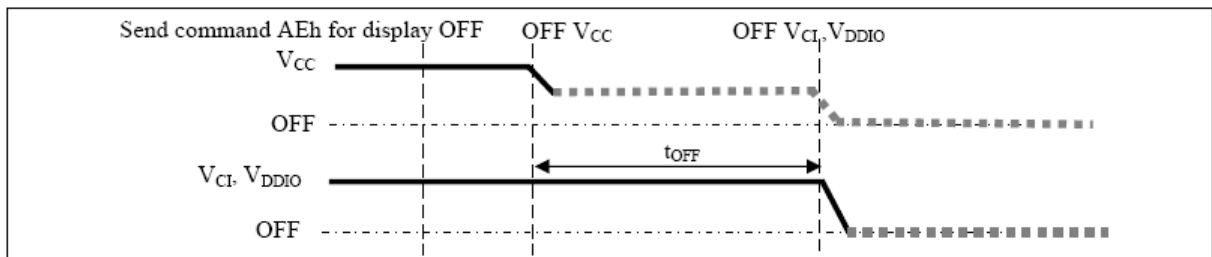 Send command AEh for display OFF OFF VCC OFF VCI ,VDDIO
VCC
OFF
tOFF
VCI, VDDIO
OFF